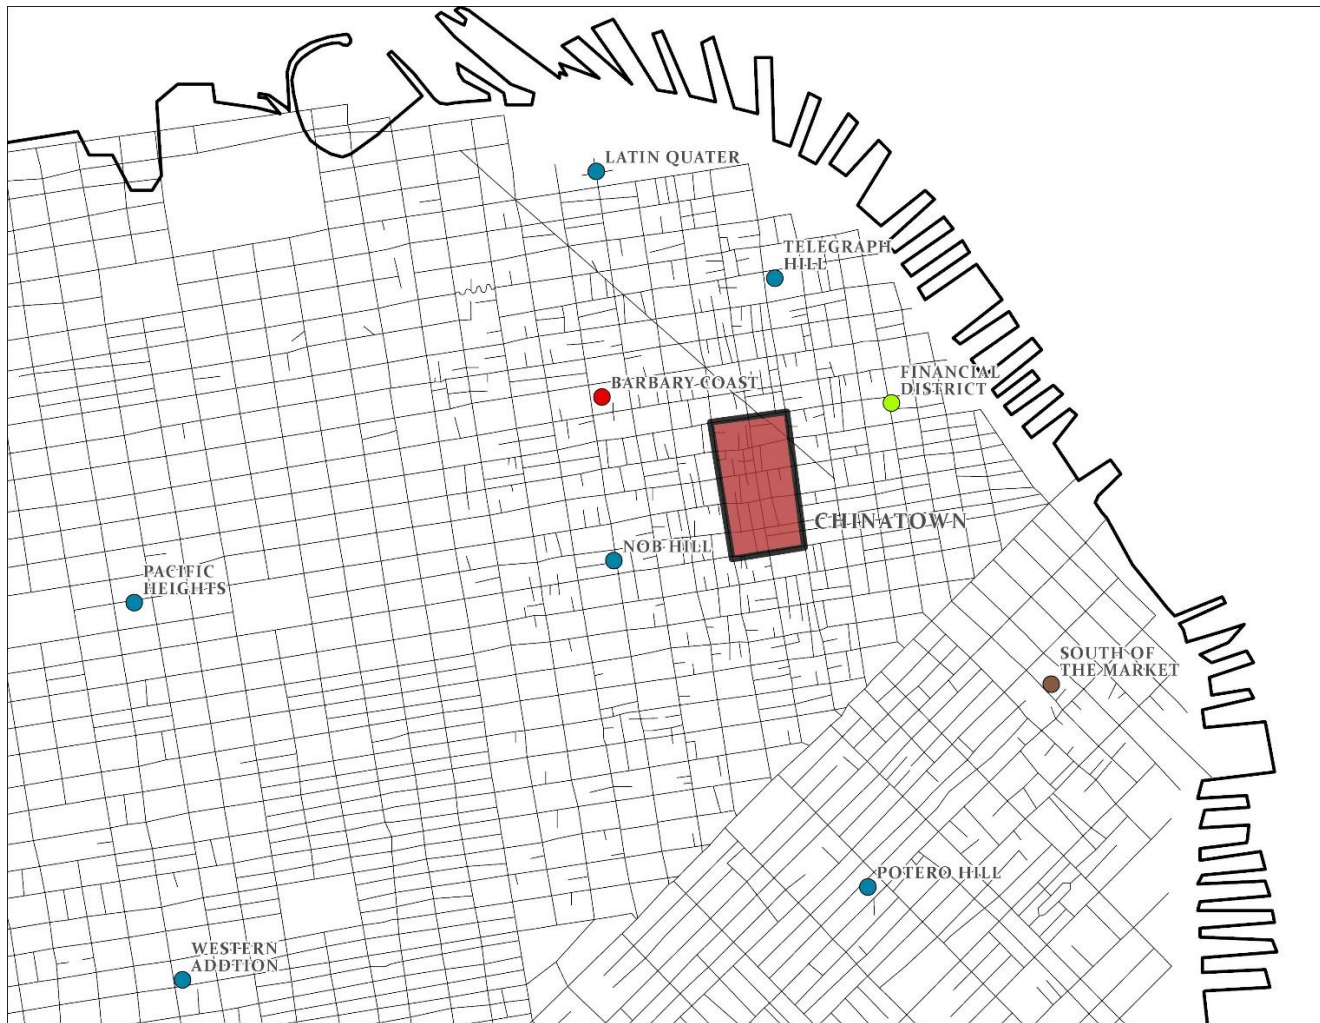 LATIN QUATER
TELEGRAPH
HILL
FINANCIAL
DISTRICT
BARBARY COAST
CHINATOWN
NOB HILL
PACIFIC
HEIGHTS
SOUTH OF
THE MARKET
POTERO HILL
WESTERN
ADDTION